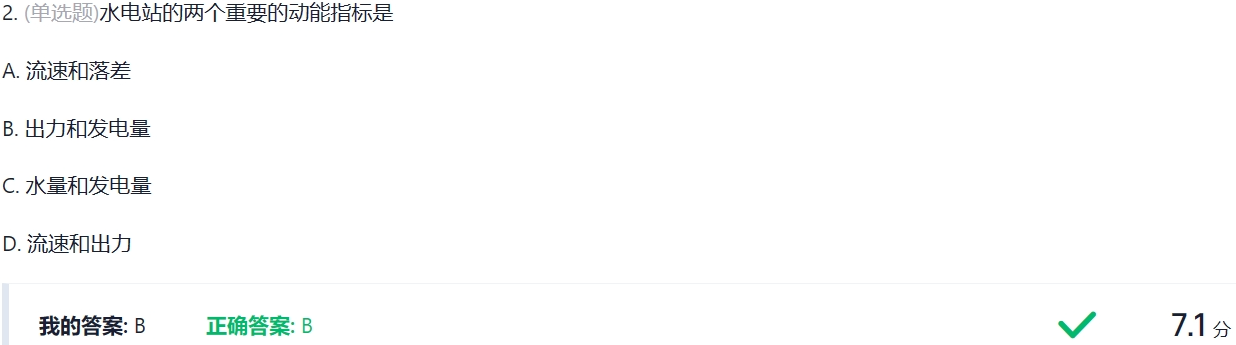 2. (单选题)水电站的两个重要的动能指标是
A. 流速和落差
B. 出力和发电量
C. 水量和发电量
D. 流速和出力
我的答案: B 正确答案: B 7.1 分